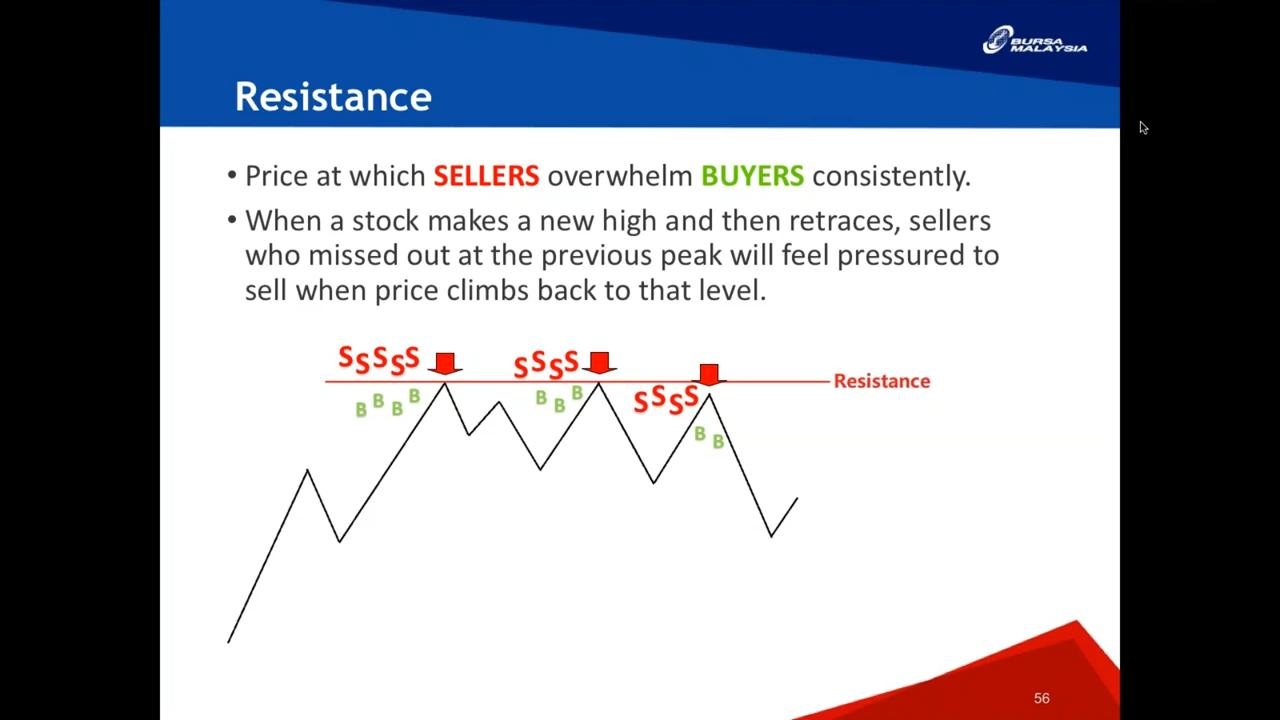 BURSA
MALAYSIA
Resistance
• Price at which SELLERS overwhelm BUYERS consistently.
• When a stock makes a new high and then retraces, sellers
who missed out at the previous peak will feel pressured to
sell when price climbs back to that level.
SSSSS SSSS
Resistance
BBBB BBB SSSS
BB
56